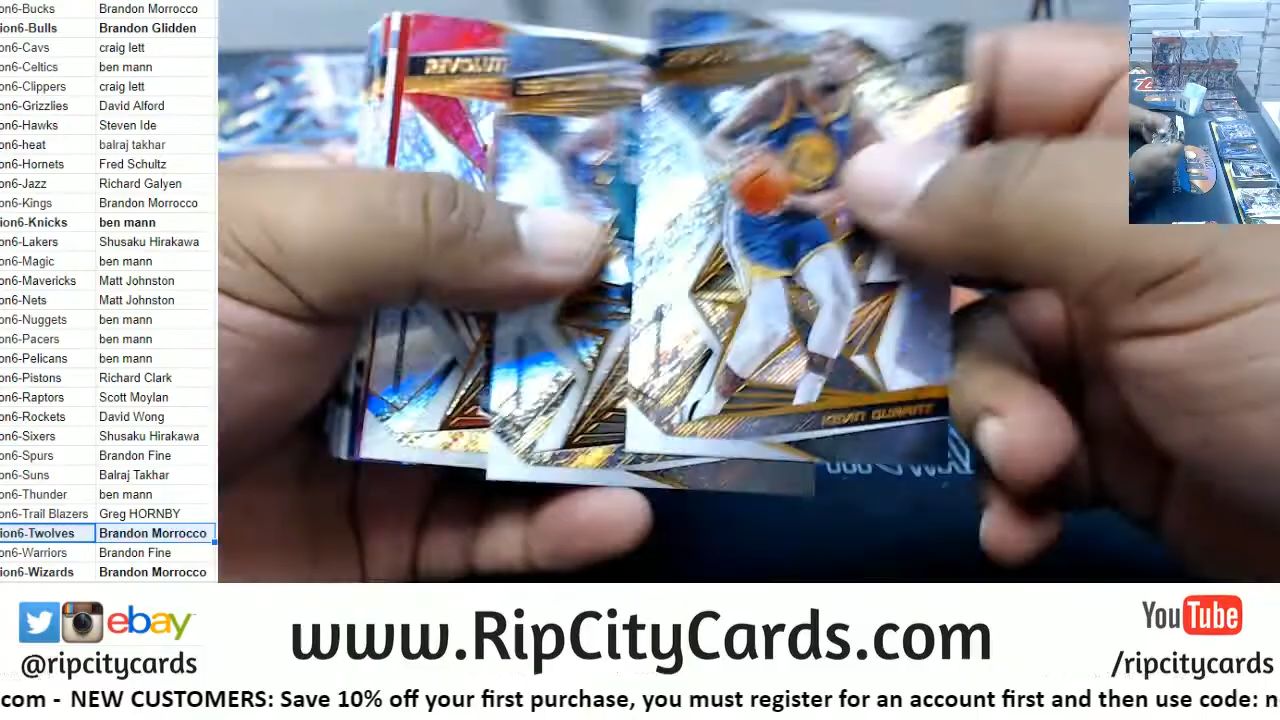 on6-Bucks Brandon Morrocco
ion6-Bulls Brandon Glidden
on6-Cavs craig lett
on6-Celtics ben mann
on6-Clippers craig lett
on6-Grizzlies David Alford
on6-Hawks Steven Ide
on6-heat balraj takhar
on6-Hornets Fred Schultz
on6-Jazz Richard Galyen
on6-Kings Brandon Morrocco
ion6-Knicks ben mann
on6-Lakers Shusaku Hirakawa
on6-Magic ben mann
on6-Mavericks Matt Johnston
on6-Nets Matt Johnston
on6-Nuggets ben mann
on6-Pacers ben mann
on6-Pelicans ben mann
on6-Pistons Richard Clark
on6-Raptors Scott Moylan
on6-Rockets David Wong
on6-Sixers Shusaku Hirakawa
on6-Spurs Brandon Fine
on6-Suns Balraj Takhar
on6-Thunder ben mann
on6-Trail Blazers Greg HORNBY
ion6-Twolves Brandon Morrocco
on6-Warriors Brandon Fine
ion6-Wizards Brandon Morrocco
REVOLUT
KEVIN DURANT
ebay
@ripcitycards
www.RipCityCards.com
YouTube
/ripcitycards
.com - NEW CUSTOMERS: Save 10% off your first purchase, you must register for an account first and then use code: n